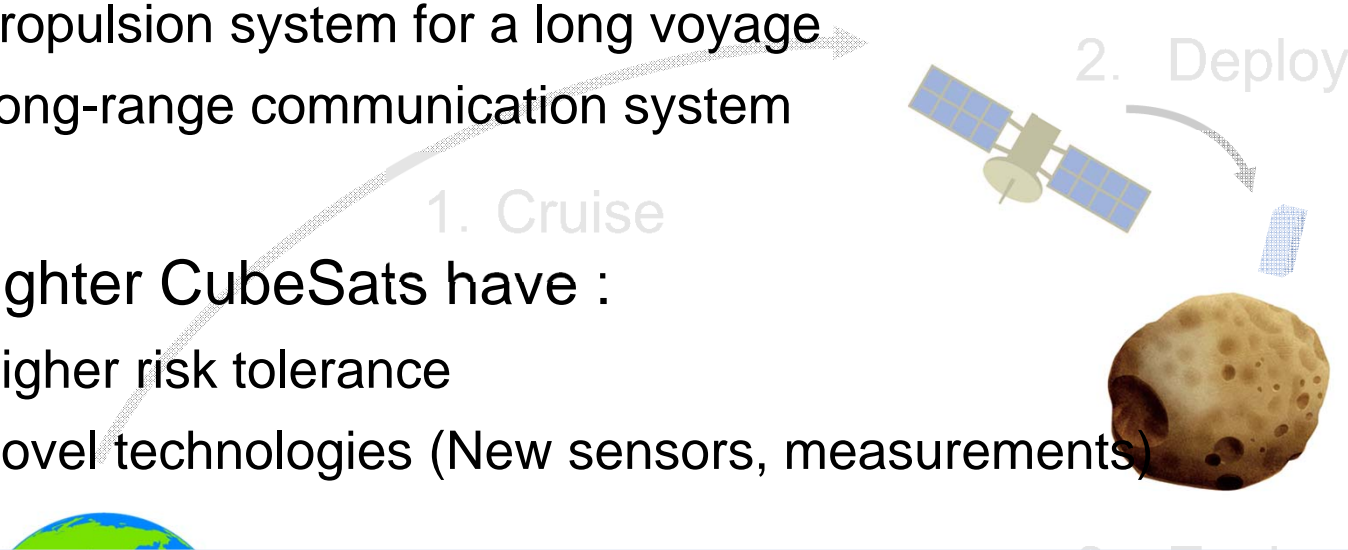 ropulsion system for a long voyage
2. Deploy
ong-range communication system
1. Cruise
ghter CubeSats have :
igher risk tolerance
ovel technologies (New sensors, measurements)